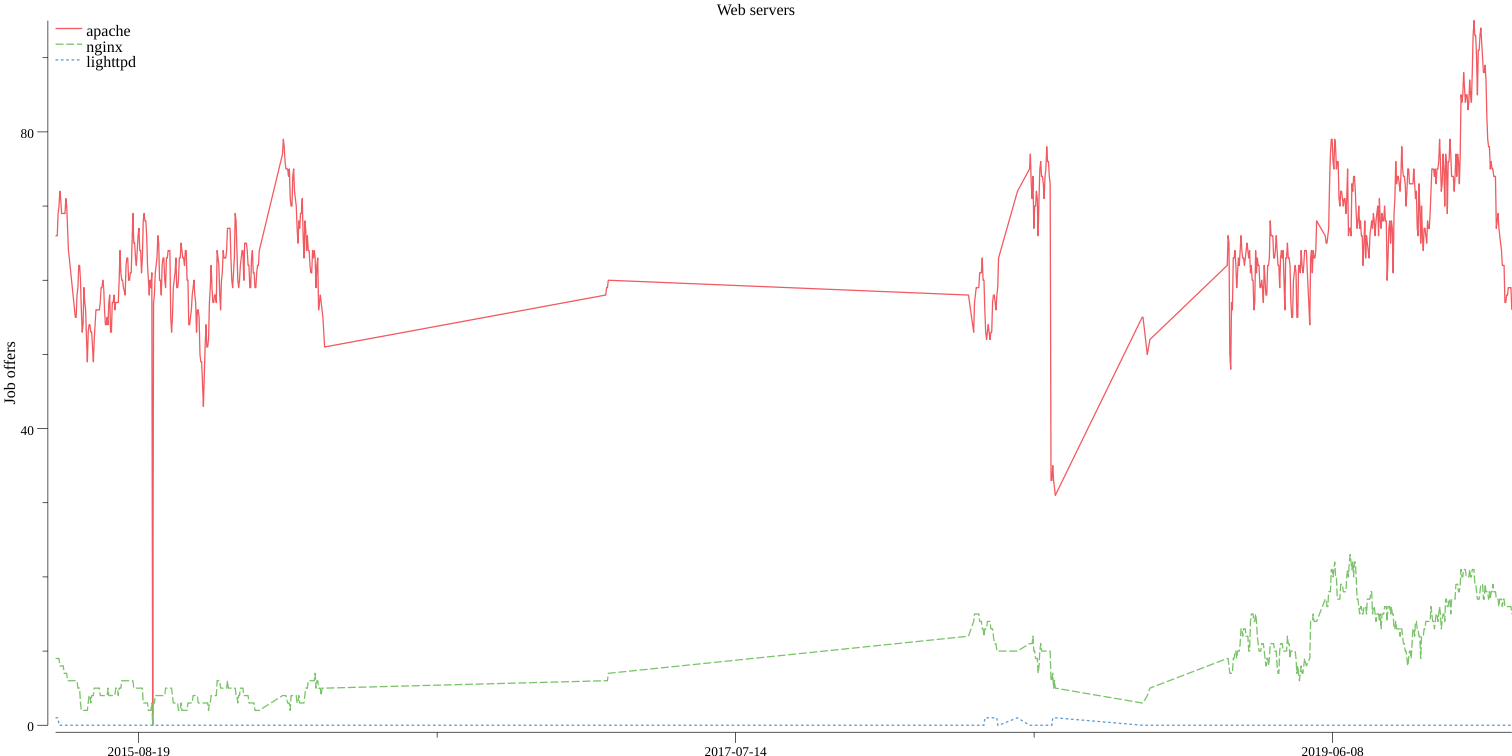 Web servers
apache
nginx
lighttpd
80
Job offers
40
0
2015-08-19
2017-07-14
2019-06-08